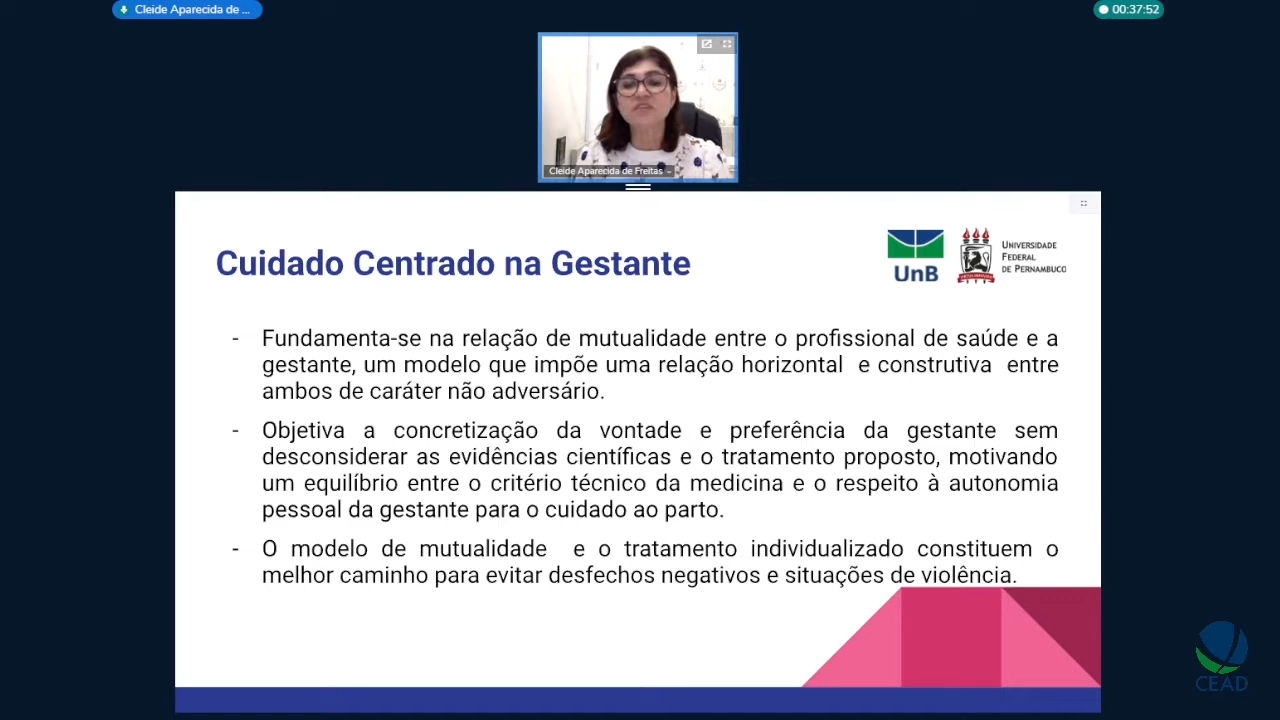 Cleide Aparecida de ...
00:37:52
Cleide Aparecida de Freitas
Cuidado Centrado na Gestante
UnB
UNIVERSIDADE
FEDERAL
DE PERNAMBUCO
- Fundamenta-se na relação de mutualidade entre o profissional de saúde e a
gestante, um modelo que impõe uma relação horizontal e construtiva entre
ambos de caráter não adversário.
- Objetiva a concretização da vontade e preferência da gestante sem
desconsiderar as evidências científicas e o tratamento proposto, motivando
um equilíbrio entre o critério técnico da medicina e o respeito à autonomia
pessoal da gestante para o cuidado ao parto.
- O modelo de mutualidade e o tratamento individualizado constituem o
melhor caminho para evitar desfechos negativos e situações de violência.
CEAD